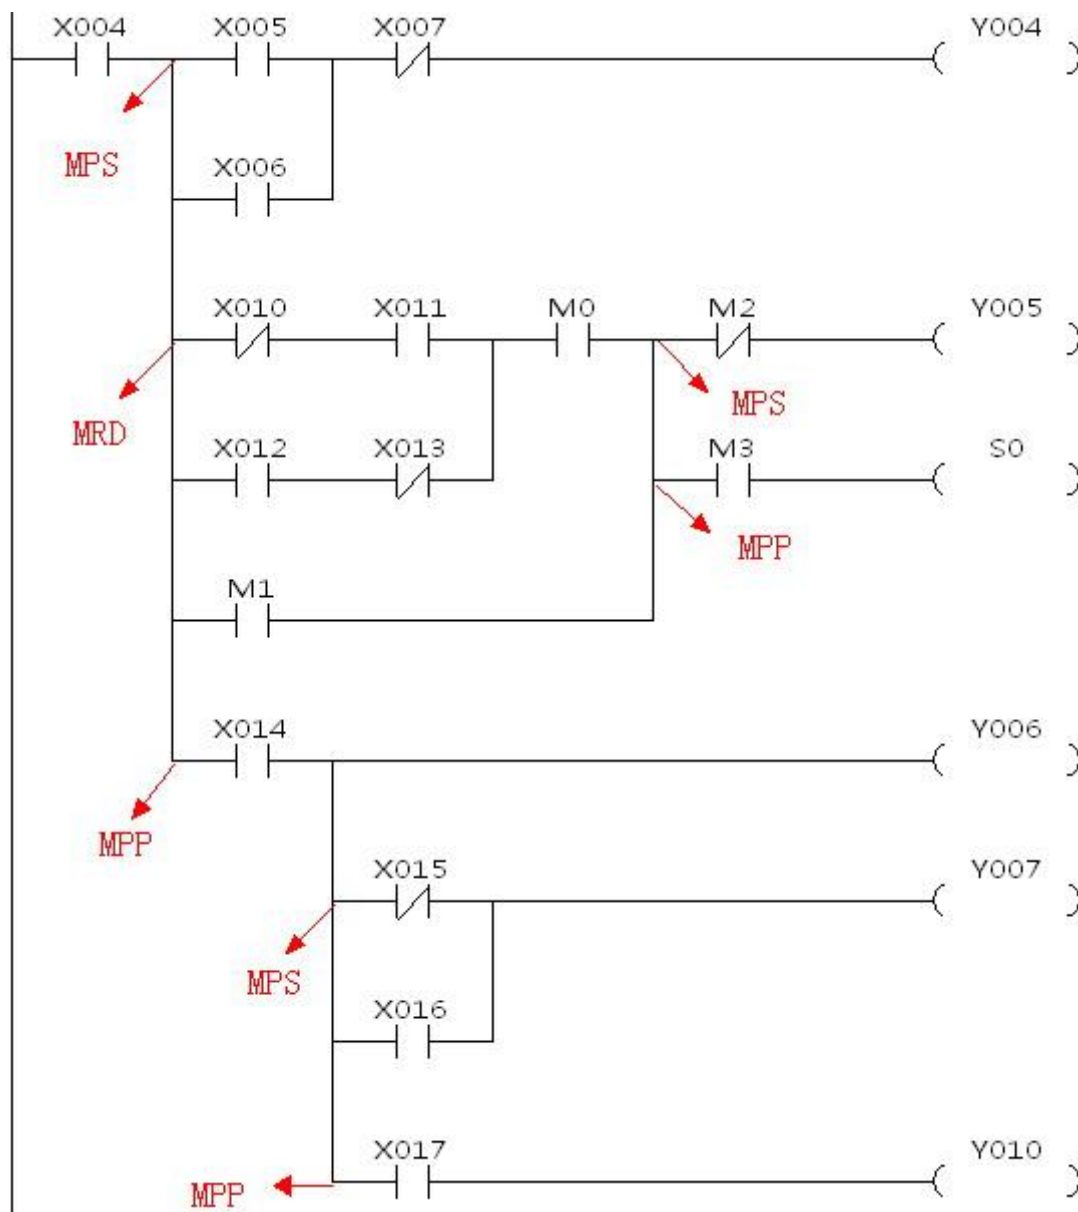 X004 X005 X007 Y004
MPS
X006
X010 X011 M0 M2 Y005
MPS
MRD
X012 X013 M3 S0
MPP
M1
X014 Y006
MPP
X015 Y007
MPS
X016
X017 Y010
MPP